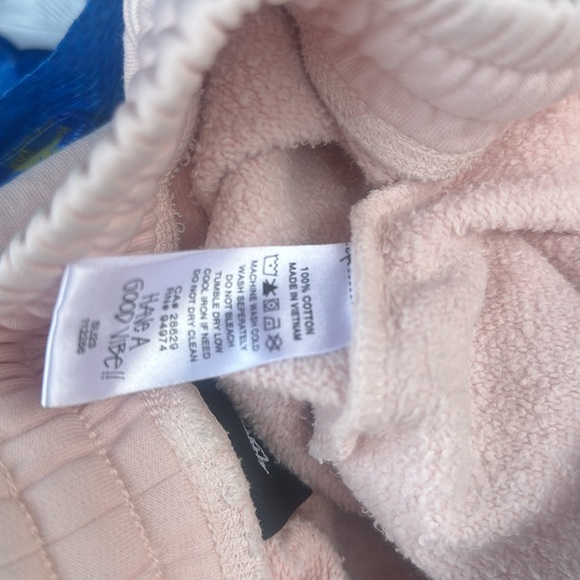 100% COTTON
MADE IN VIETNAM
MACHINE WASH COLD
WASH SEPERATELY
DO NOT BLEACH
TUMBLE DRY LOW
COOL IRON IF NEED
DO NOT DRY CLEAN
CA# 28629
RN# 94974
HAVE A
GOOD VIBE!!
SU23